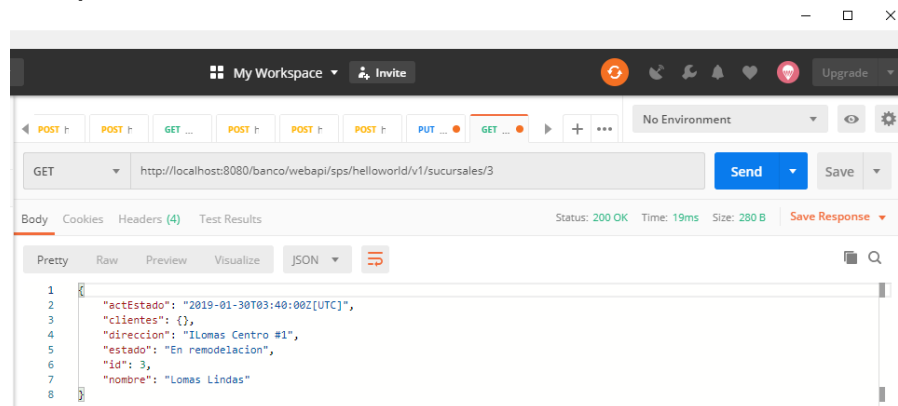 My Workspace Invite Upgrade
POST POST GET ... POST POST POST PUT ... GET ... No Environment
GET http://localhost:8080/banco/webapi/sps/helloworld/v1/sucursales/3 Send Save
Body Cookies Headers (4) Test Results Status: 200 OK Time: 19ms Size: 280 B Save Response
Pretty Raw Preview Visualize JSON
1 {
2 "actEstado": "2019-01-30T03:40:00Z[UTC]",
3 "clientes": {},
4 "direccion": "ILomas Centro #1",
5 "estado": "En remodelacion",
6 "id": 3,
7 "nombre": "Lomas Lindas"
8 }